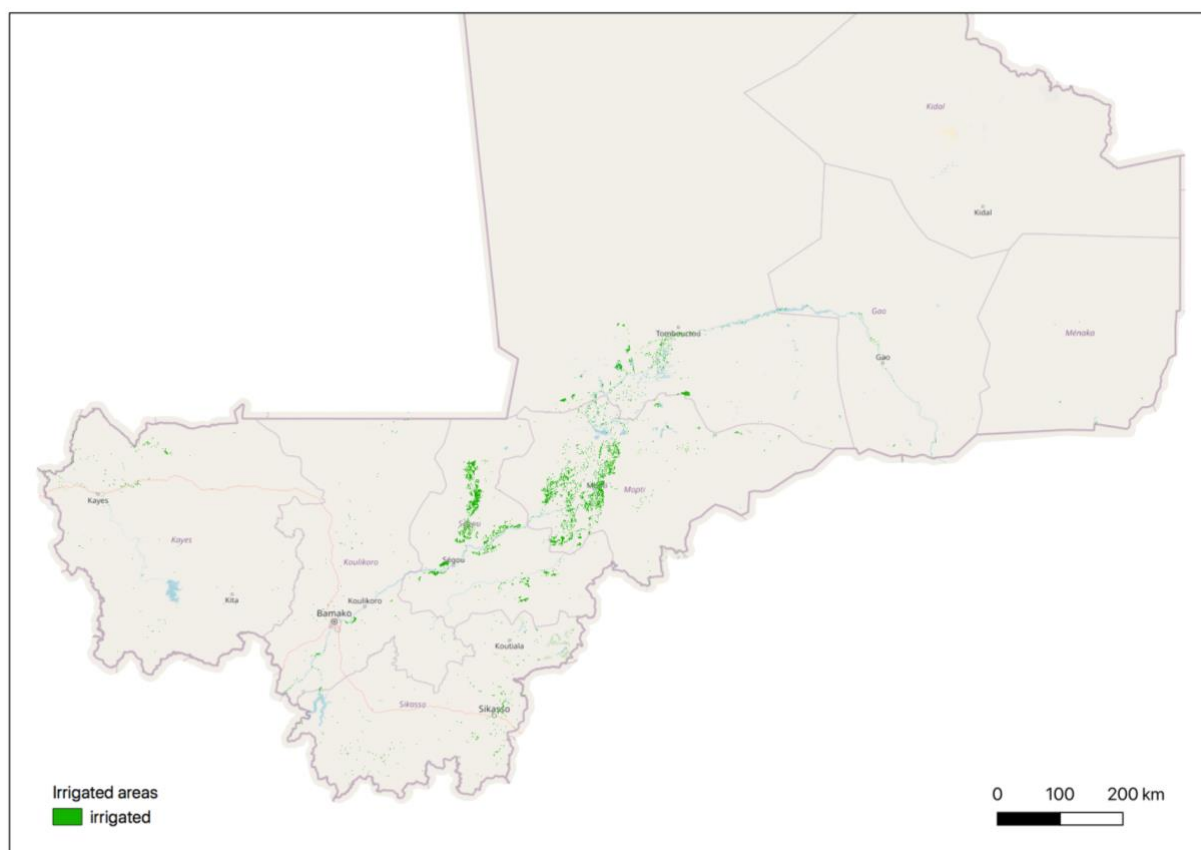 Kidal
Kidal
Gao
Tombouctou
Ménaka
Gao
Kayes
Mopti
Ségou
Kayes
Koulikoro
Ségou
Kita
Koulikoro
Bamako
Koutiala
Sikasso
Sikasso
Irrigated areas
irrigated
0 100 200 km